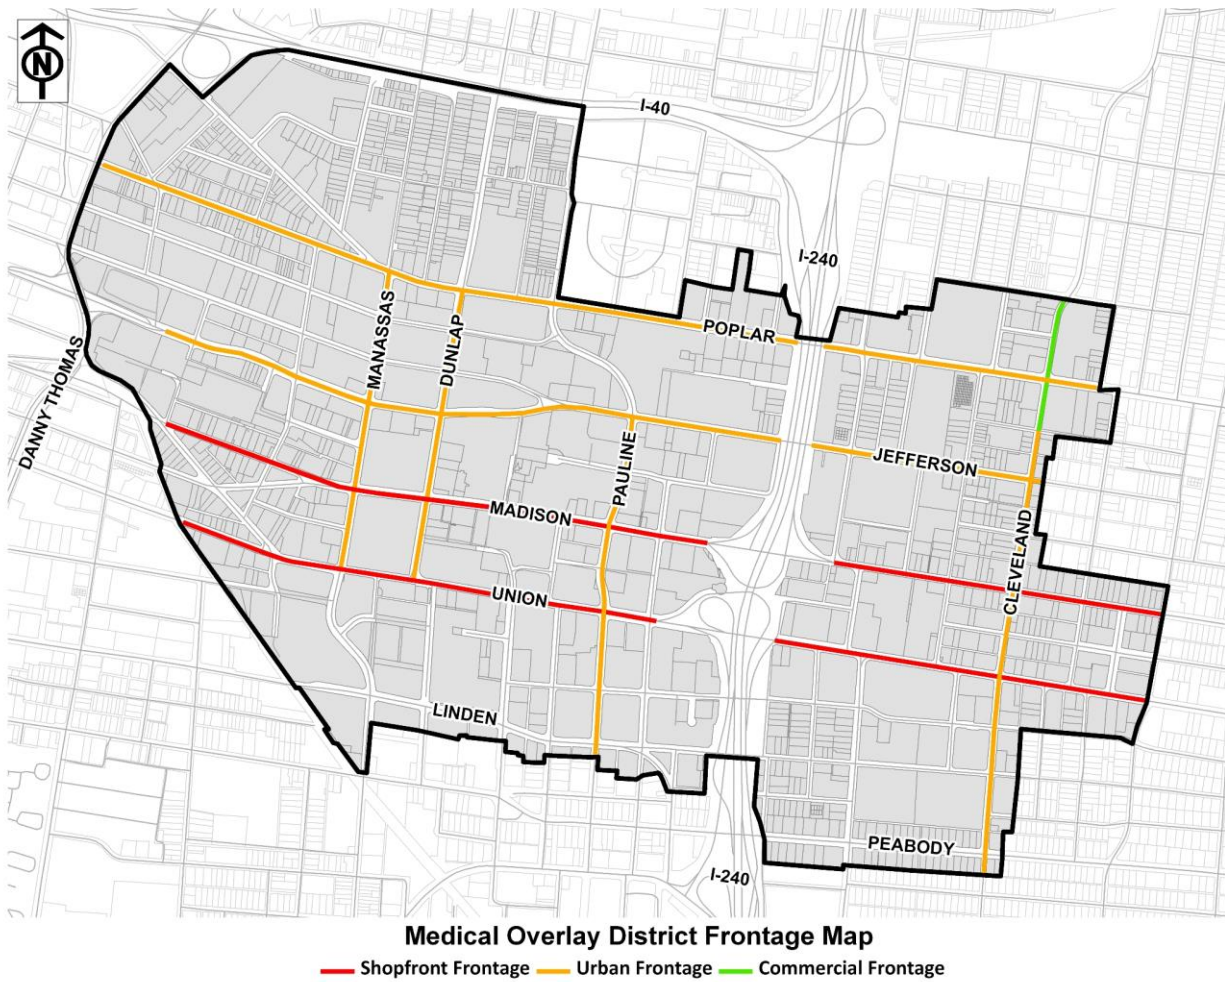 N
I-40
I-240
POPLAR
MANASSAS
DUNLAP
DANNY THOMAS
PAULINE
JEFFERSON
MADISON
CLEVELAND
UNION
LINDEN
PEABODY
I-240
Medical Overlay District Frontage Map
Shopfront Frontage Urban Frontage Commercial Frontage